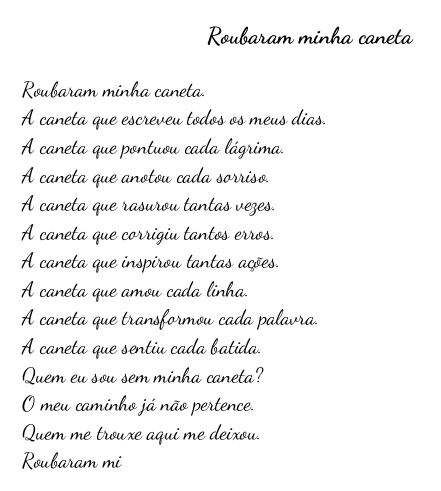 Roubaram minha caneta
Roubaram minha caneta.
A caneta que escreveu todos os meus dias.
A caneta que pontuou cada lágrima.
A caneta que anotou cada sorriso.
A caneta que rasurou tantas vezes.
A caneta que corrigiu tantos erros.
A caneta que inspirou tantas ações.
A caneta que amou cada linha.
A caneta que transformou cada palavra.
A caneta que sentiu cada batida.
Quem eu sou sem minha caneta?
O meu caminho já não pertence.
Quem me trouxe aqui me deixou.
Roubaram mi